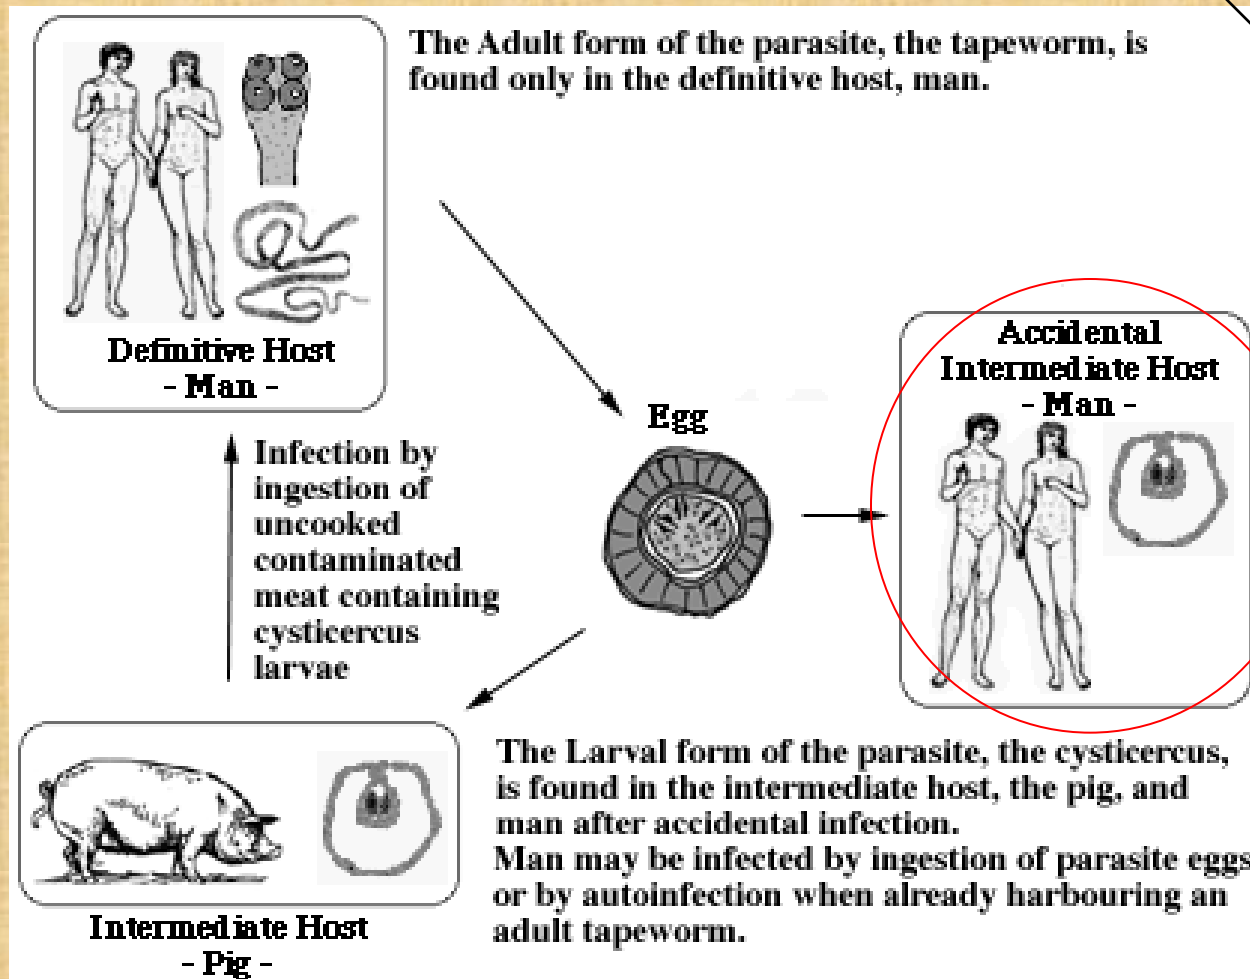 The Adult form of the parasite, the tapeworm, is
found only in the definitive host, man.
Definitive Host
- Man -
Egg
Accidental
Intermediate Host
- Man -
Infection by
ingestion of
uncooked
contaminated
meat containing
cysticercus
larvae
Intermediate Host
- Pig -
The Larval form of the parasite, the cysticercus,
is found in the intermediate host, the pig, and
man after accidental infection.
Man may be infected by ingestion of parasite eggs
or by autoinfection when already harbouring an
adult tapeworm.